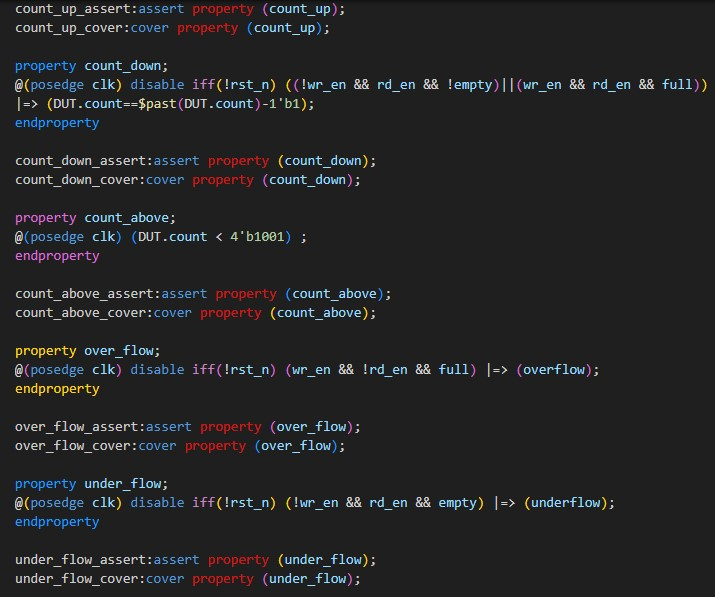 count_up_assert:assert property (count_up);
count_up_cover:cover property (count_up);
property count_down;
@(posedge clk) disable iff(!rst_n) ((!wr_en && rd_en && !empty)||(wr_en && rd_en && full))
|=> (DUT.count==$past(DUT.count)-1'b1);
endproperty
count_down_assert:assert property (count_down);
count_down_cover:cover property (count_down);
property count_above;
@(posedge clk) (DUT.count < 4'b1001) ;
endproperty
count_above_assert:assert property (count_above);
count_above_cover:cover property (count_above);
property over_flow;
@(posedge clk) disable iff(!rst_n) (wr_en && !rd_en && full) |=> (overflow);
endproperty
over_flow_assert:assert property (over_flow);
over_flow_cover:cover property (over_flow);
property under_flow;
@(posedge clk) disable iff(!rst_n) (!wr_en && rd_en && empty) |=> (underflow);
endproperty
under_flow_assert:assert property (under_flow);
under_flow_cover:cover property (under_flow);